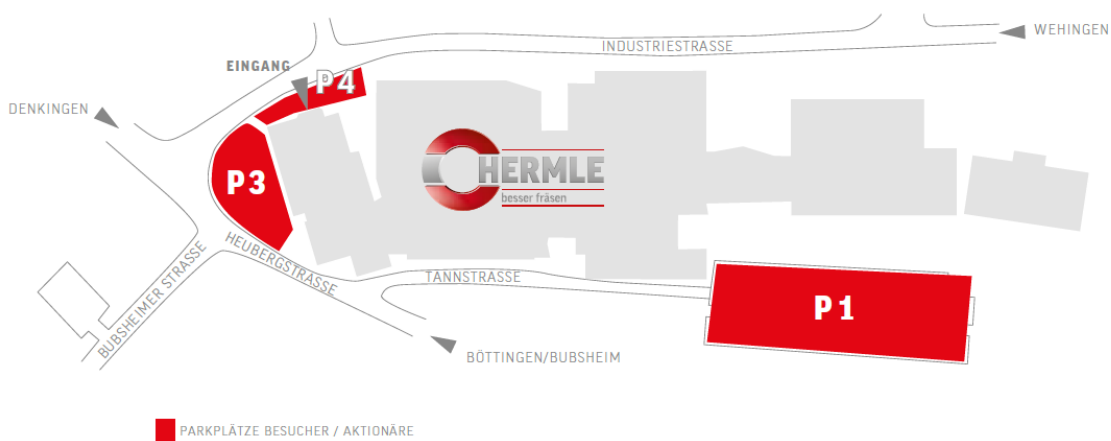 INDUSTRIESTRASSE
WEHINGEN
EINGANG
P4
DENKINGEN
HERMLE
besser fräsen
P3
HEUBERGSTRASSE
TANNSTRASSE
BUBSHEIMER STRASSE
P1
BÖTTINGEN/BUBSHEIM
PARKPLÄTZE BESUCHER / AKTIONÄRE